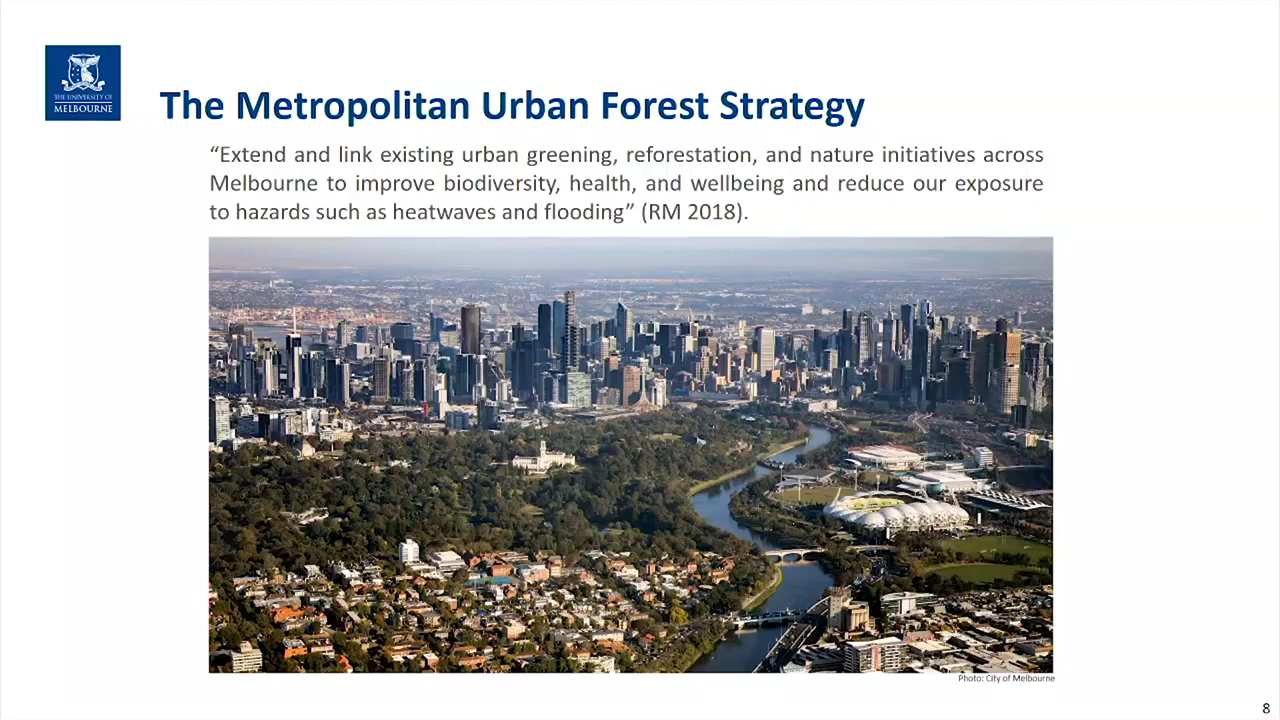 THE UNIVERSITY OF
MELBOURNE
The Metropolitan Urban Forest Strategy
“Extend and link existing urban greening, reforestation, and nature initiatives across
Melbourne to improve biodiversity, health, and wellbeing and reduce our exposure
to hazards such as heatwaves and flooding” (RM 2018).
Photo: City of Melbourne
8